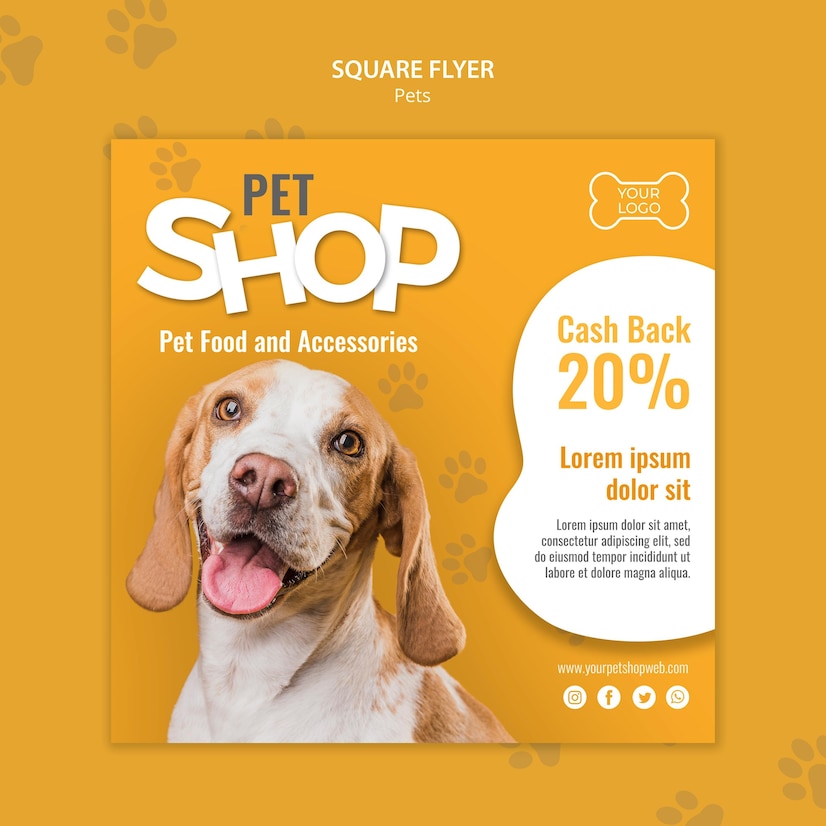 SQUARE FLYER
Pets
PET
SHOP
Pet Food and Accessories
YOUR
LOGO
Cash Back
20%
Lorem ipsum
dolor sit
Lorem ipsum dolor sit amet,
consectetur adipiscing elit, sed
do eiusmod tempor incididunt ut
labore et dolore magna aliqua.
www.yourpetshopweb.com